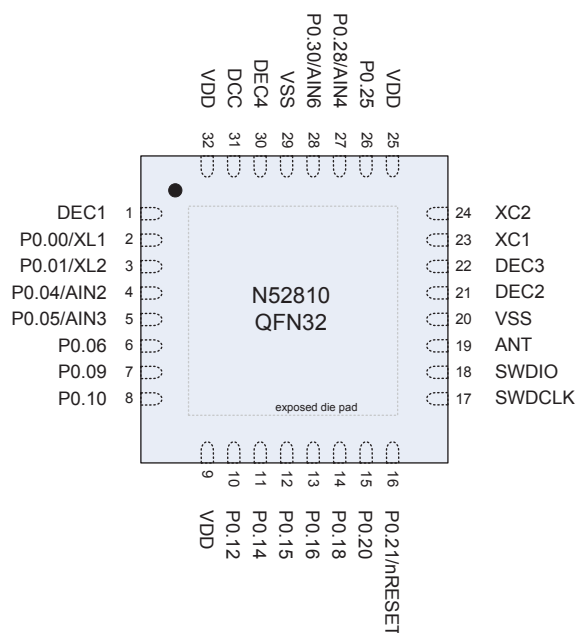 P0.30/AIN6
P0.28/AIN4
VDD
DCC
DEC4
VSS
P0.25
VDD
32
31
30
29
28
27
26
25
DEC1 1
P0.00/XL1 2
P0.01/XL2 3
P0.04/AIN2 4
P0.05/AIN3 5
P0.06 6
P0.09 7
P0.10 8
N52810
QFN32
exposed die pad
24 XC2
23 XC1
22 DEC3
21 DEC2
20 VSS
19 ANT
18 SWDIO
17 SWDCLK
9
10
11
12
13
14
15
16
VDD
P0.12
P0.14
P0.15
P0.16
P0.18
P0.20
P0.21/nRESET